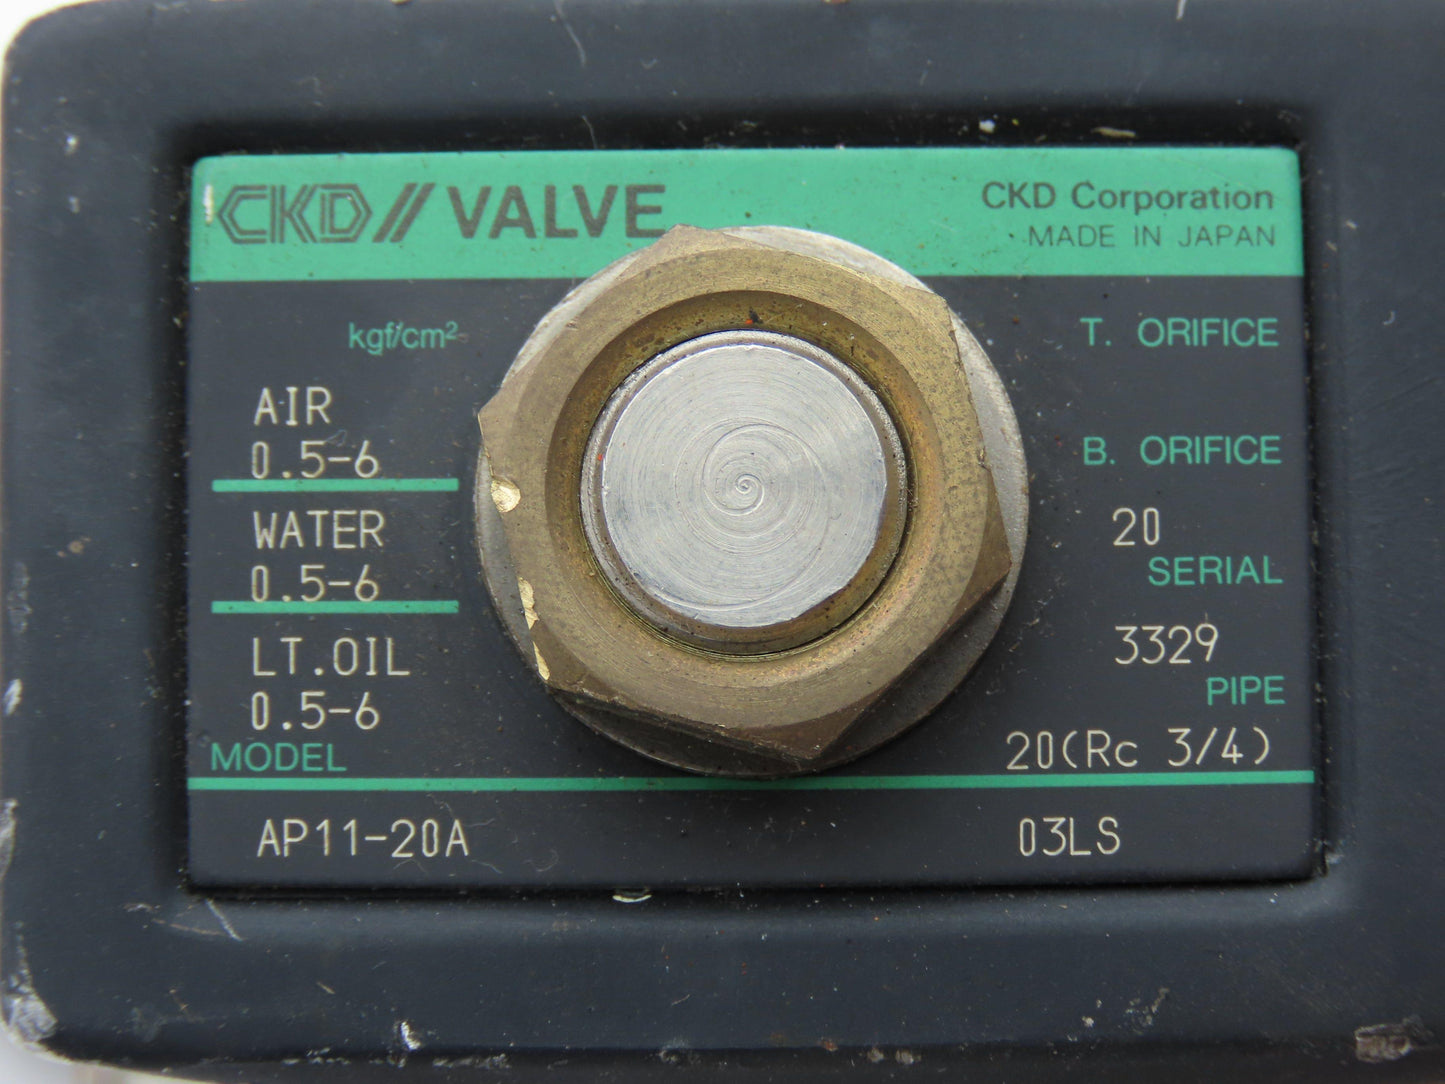 CKD// VALVE
CKD Corporation
MADE IN JAPAN
kgf/cm²
AIR
0.5-6
WATER
0.5-6
LT.OIL
0.5-6
MODEL
T. ORIFICE
B. ORIFICE
20
SERIAL
3329
PIPE
20(Rc 3/4)
AP11-20A
03LS